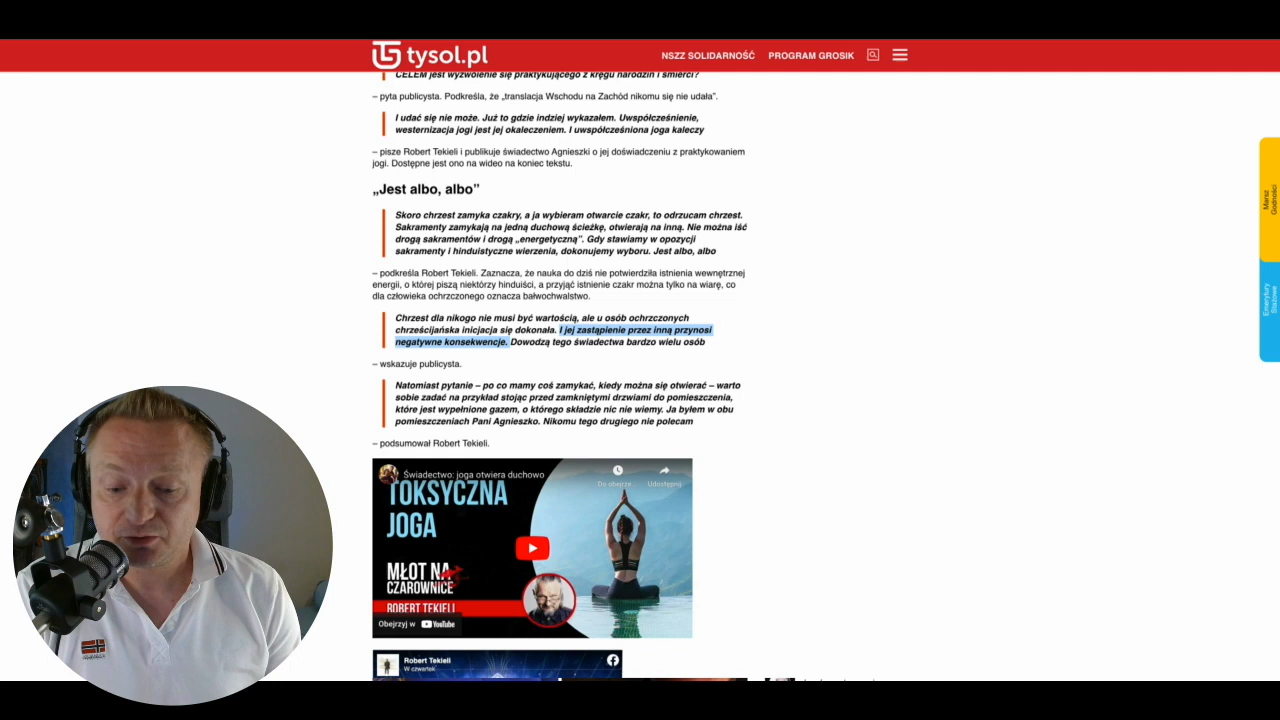 tysol.pl
NSZZ SOLIDARNOŚĆ PROGRAM GROSIK
CELEM jest wyzwolenie się praktykującego z kręgu narodzin i śmierci?
– pyta publicysta. Podkreśla, że „translacja Wschodu na Zachód nikomu się nie udała”.
I udać się nie może. Już to gdzie indziej wykazałem. Uwspółcześnienie,
westernizacja jogi jest jej okaleczeniem. I uwspółcześniona joga kaleczy
– pisze Robert Tekieli i publikuje świadectwo Agnieszki o jej doświadczeniu z praktykowaniem
jogi. Dostępne jest ono na wideo na koniec tekstu.
„Jest albo, albo”
Skoro chrzest zamyka czakry, a ja wybieram otwarcie czakr, to odrzucam chrzest.
Sakramenty zamykają na jedną duchową ścieżkę, otwierają na inną. Nie można iść
drogą sakramentów i drogą „energetyczną”. Gdy stawiamy w opozycji
sakramenty i hinduistyczne wierzenia, dokonujemy wyboru. Jest albo, albo
– podkreśla Robert Tekieli. Zaznacza, że nauka do dziś nie potwierdziła istnienia wewnętrznej
energii, o której piszą niektórzy hinduiści, a przyjąć istnienie czakr można tylko na wiarę, co
dla człowieka ochrzczonego oznacza bałwochwalstwo.
Chrzest dla nikogo nie musi być wartością, ale u osób ochrzczonych
chrześcijańska inicjacja się dokonała. I jej zastąpienie przez inną przynosi
negatywne konsekwencje. Dowodzą tego świadectwa bardzo wielu osób
– wskazuje publicysta.
Natomiast pytanie – po co mamy coś zamykać, kiedy można się otwierać – warto
sobie zadać na przykład stojąc przed zamkniętymi drzwiami do pomieszczenia,
które jest wypełnione gazem, o którego składzie nic nie wiemy. Ja byłem w obu
pomieszczeniach Pani Agnieszko. Nikomu tego drugiego nie polecam
– podsumował Robert Tekieli.
Świadectwo: joga otwiera duchowo
Do obejrze... Udostępnij
TOKSYCZNA
JOGA
MŁOT NA
CZAROWNICE
ROBERT TEKIELI
Obejrzyj w YouTube
Robert Tekieli
W czwartek
Marsz
Godności
Emerytury
Stażowe